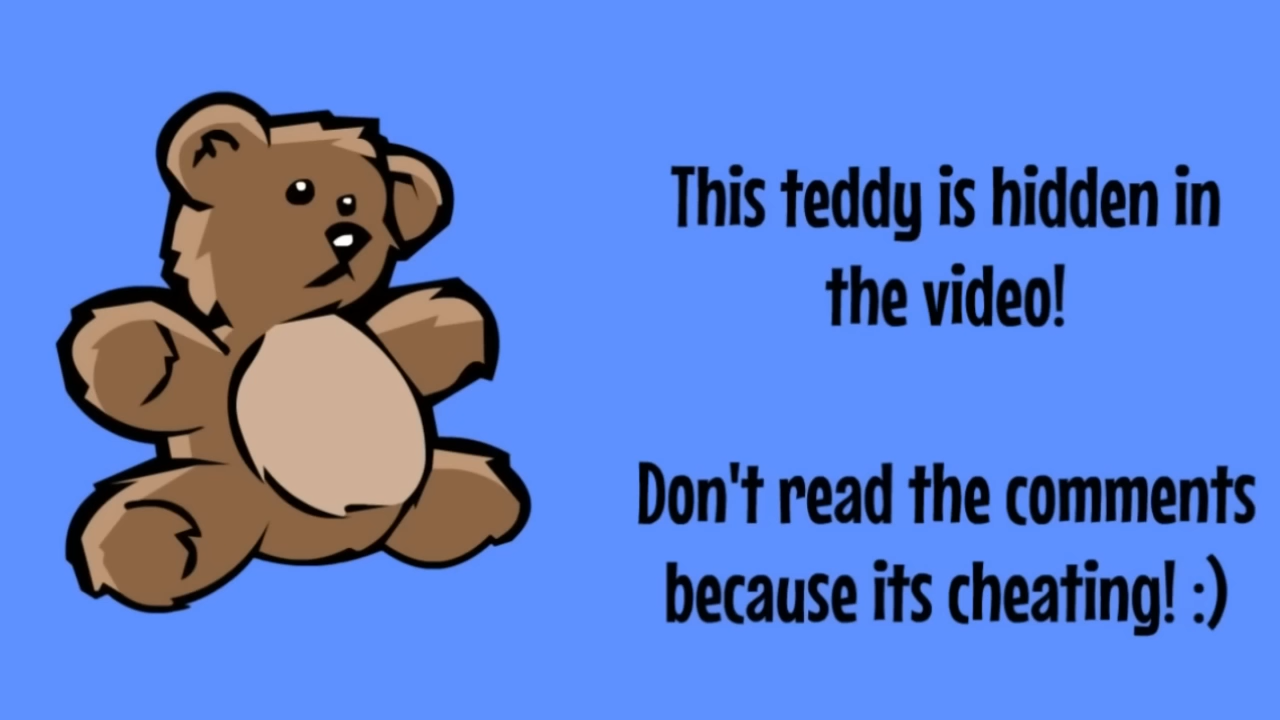 This teddy is hidden in
the video!
Don't read the comments
because its cheating! :)